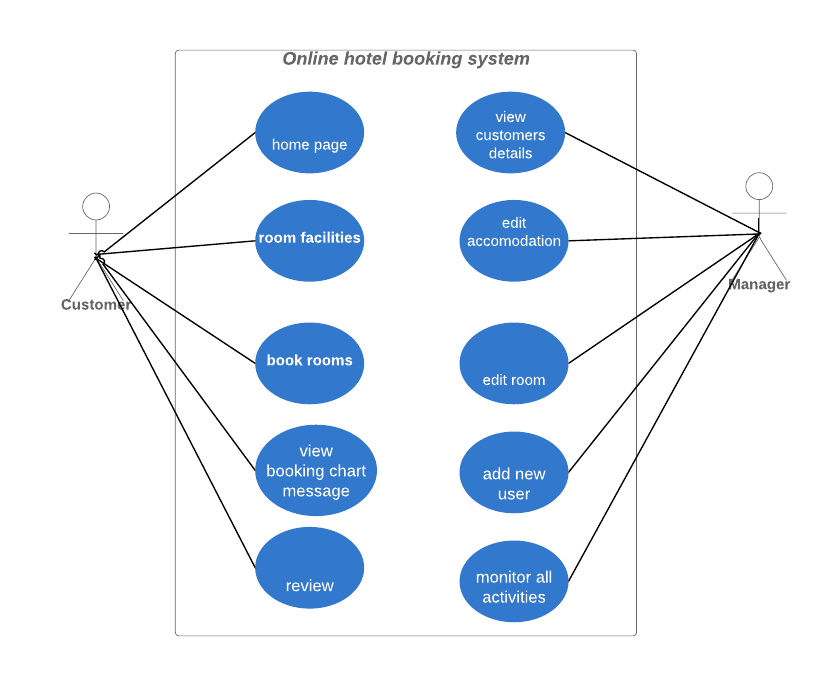 Online hotel booking system
home page
room facilities
book rooms
view
booking chart
message
review
view
customers
details
edit
accomodation
edit room
add new
user
monitor all
activities
Customer
Manager